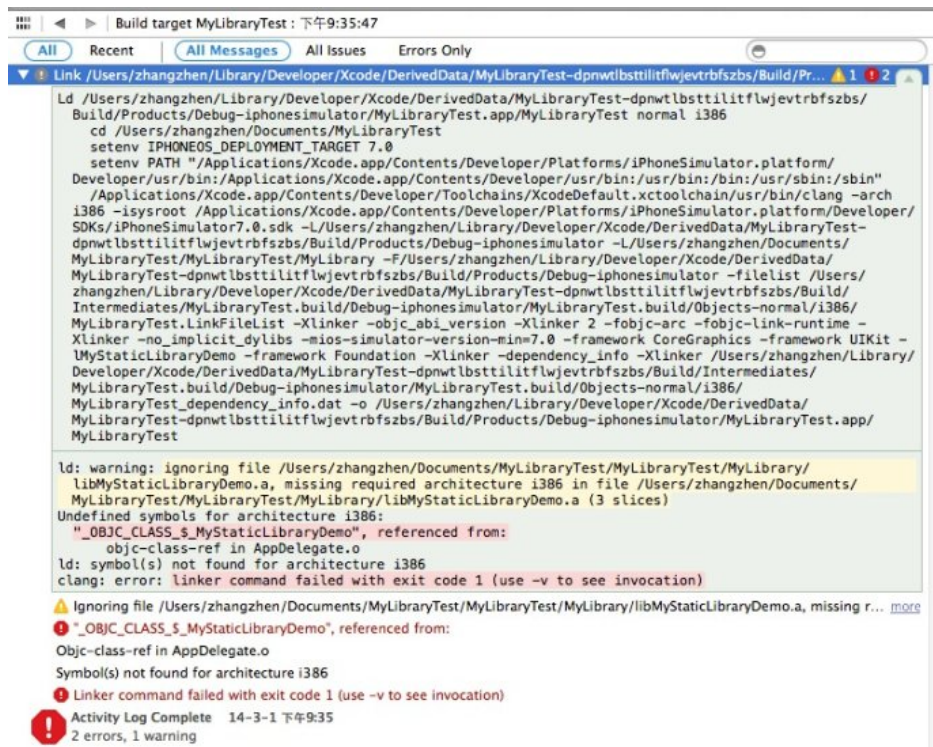 Build target MyLibraryTest : 下午9:35:47
All Recent All Messages All Issues Errors Only
Link /Users/zhangzhen/Library/Developer/Xcode/DerivedData/MyLibraryTest-dpnwtlbsttilitflwjevtrbfszbs/Build/Pr... 1 2
Ld /Users/zhangzhen/Library/Developer/Xcode/DerivedData/MyLibraryTest-dpnwtlbsttilitflwjevtrbfszbs/
Build/Products/Debug-iphonesimulator/MyLibraryTest.app/MyLibraryTest normal i386
cd /Users/zhangzhen/Documents/MyLibraryTest
setenv IPHONEOS_DEPLOYMENT_TARGET 7.0
setenv PATH "/Applications/Xcode.app/Contents/Developer/Platforms/iPhoneSimulator.platform/
Developer/usr/bin:/Applications/Xcode.app/Contents/Developer/usr/bin:/usr/bin:/bin:/usr/sbin:/sbin"
/Applications/Xcode.app/Contents/Developer/Toolchains/XcodeDefault.xctoolchain/usr/bin/clang -arch
i386 -isysroot /Applications/Xcode.app/Contents/Developer/Platforms/iPhoneSimulator.platform/Developer/
SDKs/iPhoneSimulator7.0.sdk -L/Users/zhangzhen/Library/Developer/Xcode/DerivedData/MyLibraryTest-
dpnwtlbsttilitflwjevtrbfszbs/Build/Products/Debug-iphonesimulator -L/Users/zhangzhen/Documents/
MyLibraryTest/MyLibraryTest/MyLibrary -F/Users/zhangzhen/Library/Developer/Xcode/DerivedData/
MyLibraryTest-dpnwtlbsttilitflwjevtrbfszbs/Build/Products/Debug-iphonesimulator -filelist /Users/
zhangzhen/Library/Developer/Xcode/DerivedData/MyLibraryTest-dpnwtlbsttilitflwjevtrbfszbs/Build/
Intermediates/MyLibraryTest.build/Debug-iphonesimulator/MyLibraryTest.build/Objects-normal/i386/
MyLibraryTest.LinkFileList -Xlinker -objc_abi_version -Xlinker 2 -fobjc-arc -fobjc-link-runtime -
Xlinker -no_implicit_dylibs -mios-simulator-version-min=7.0 -framework CoreGraphics -framework UIKit -
lMyStaticLibraryDemo -framework Foundation -Xlinker -dependency_info -Xlinker /Users/zhangzhen/Library/
Developer/Xcode/DerivedData/MyLibraryTest-dpnwtlbsttilitflwjevtrbfszbs/Build/Intermediates/
MyLibraryTest.build/Debug-iphonesimulator/MyLibraryTest.build/Objects-normal/i386/
MyLibraryTest_dependency_info.dat -o /Users/zhangzhen/Library/Developer/Xcode/DerivedData/
MyLibraryTest-dpnwtlbsttilitflwjevtrbfszbs/Build/Products/Debug-iphonesimulator/MyLibraryTest.app/
MyLibraryTest
ld: warning: ignoring file /Users/zhangzhen/Documents/MyLibraryTest/MyLibraryTest/MyLibrary/
libMyStaticLibraryDemo.a, missing required architecture i386 in file /Users/zhangzhen/Documents/
MyLibraryTest/MyLibraryTest/MyLibrary/libMyStaticLibraryDemo.a (3 slices)
Undefined symbols for architecture i386:
"_OBJC_CLASS_$_MyStaticLibraryDemo", referenced from:
objc-class-ref in AppDelegate.o
ld: symbol(s) not found for architecture i386
clang: error: linker command failed with exit code 1 (use -v to see invocation)
Ignoring file /Users/zhangzhen/Documents/MyLibraryTest/MyLibraryTest/MyLibrary/libMyStaticLibraryDemo.a, missing r... more
"_OBJC_CLASS_$_MyStaticLibraryDemo", referenced from:
Objc-class-ref in AppDelegate.o
Symbol(s) not found for architecture i386
Linker command failed with exit code 1 (use -v to see invocation)
Activity Log Complete 14-3-1 下午9:35
2 errors, 1 warning